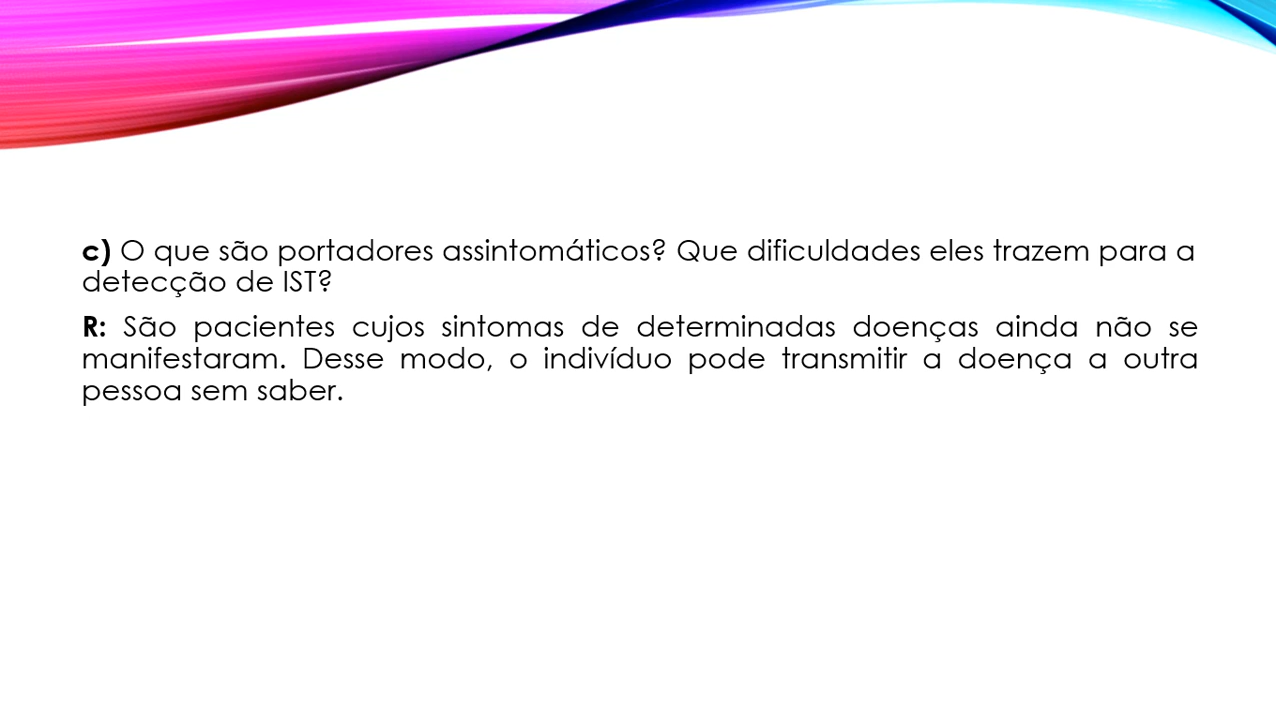 c) O que são portadores assintomáticos? Que dificuldades eles trazem para a
detecção de IST?
R: São pacientes cujos sintomas de determinadas doenças ainda não se
manifestaram. Desse modo, o indivíduo pode transmitir a doença a outra
pessoa sem saber.